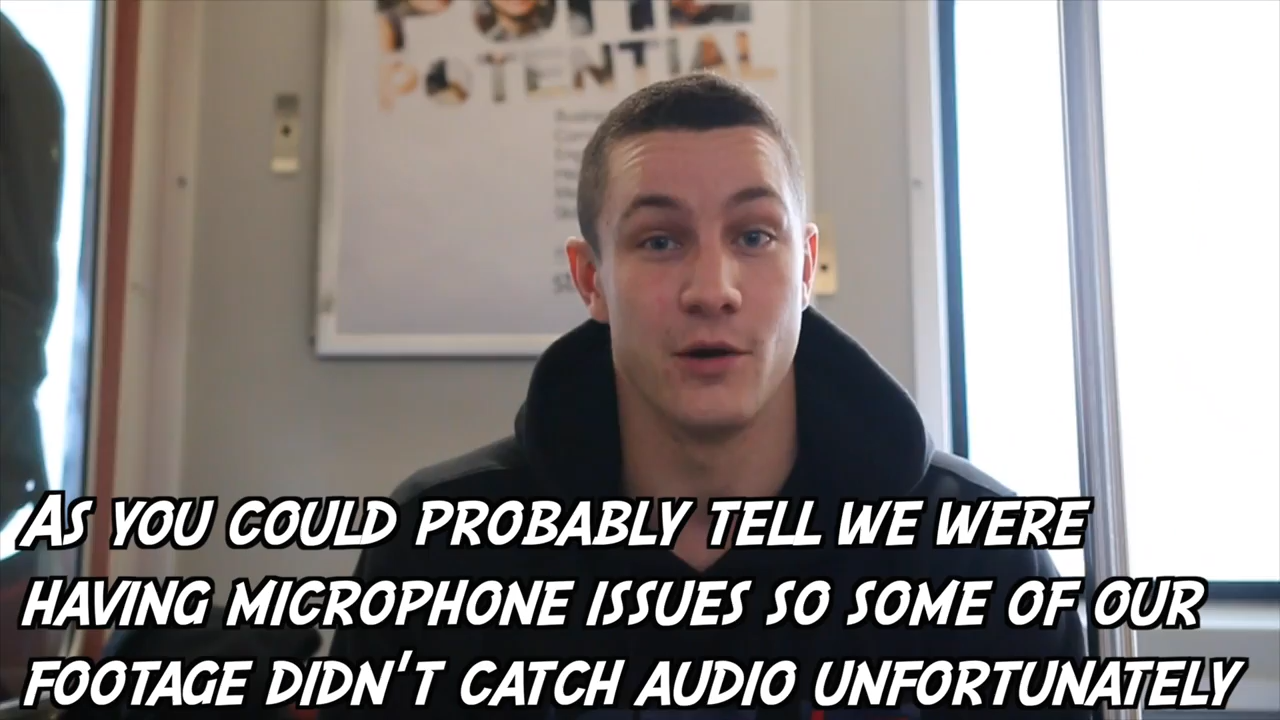 POTENTIAL
As you could probably tell we were
having microphone issues so some of our
footage didn't catch audio unfortunately